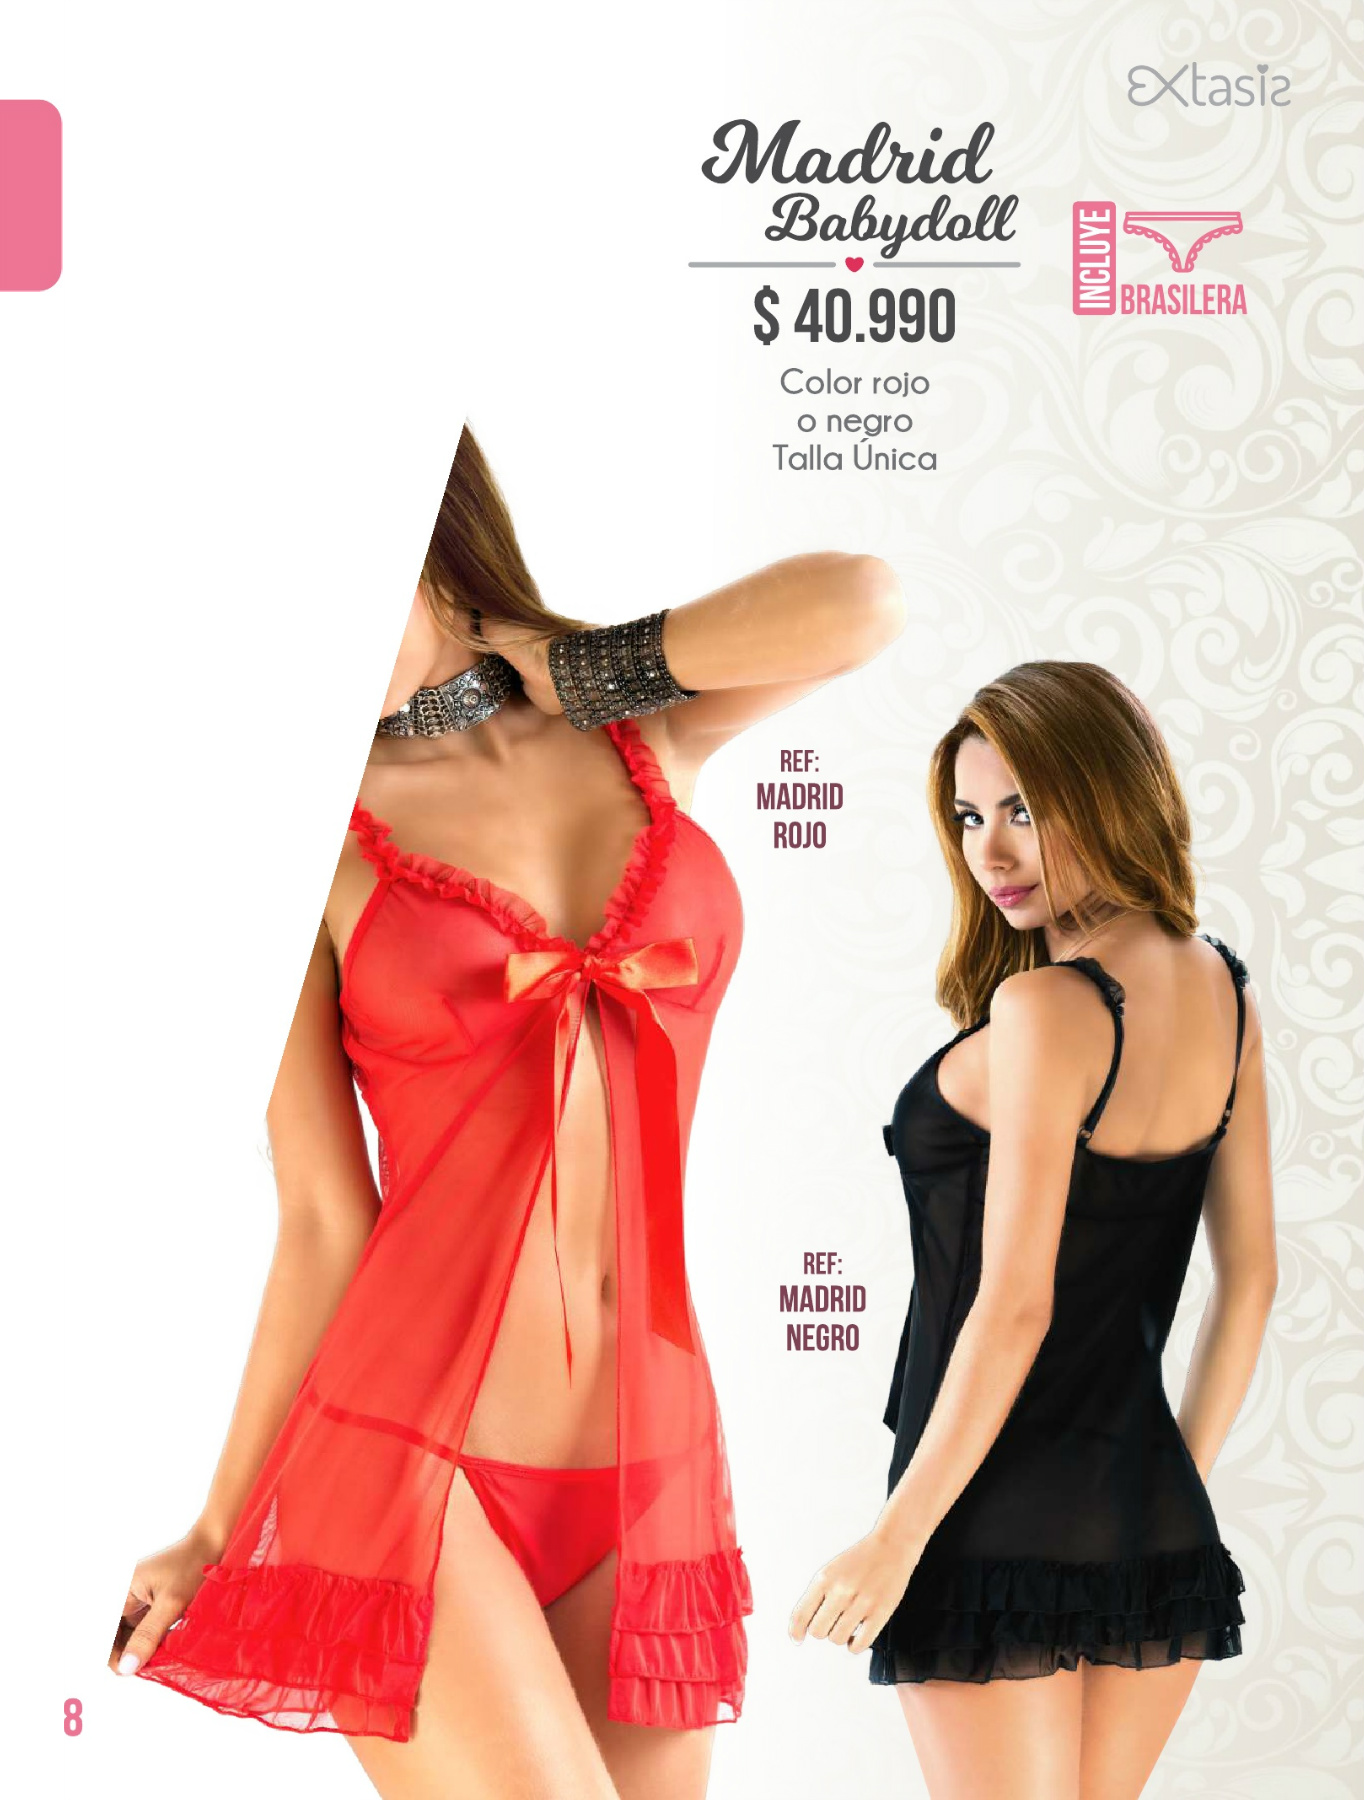 Extasis
Madrid
Babydoll
$ 40.990
Color rojo
o negro
Talla Única
INCLUYE
BRASILERA
REF:
MADRID
ROJO
REF:
MADRID
NEGRO
8